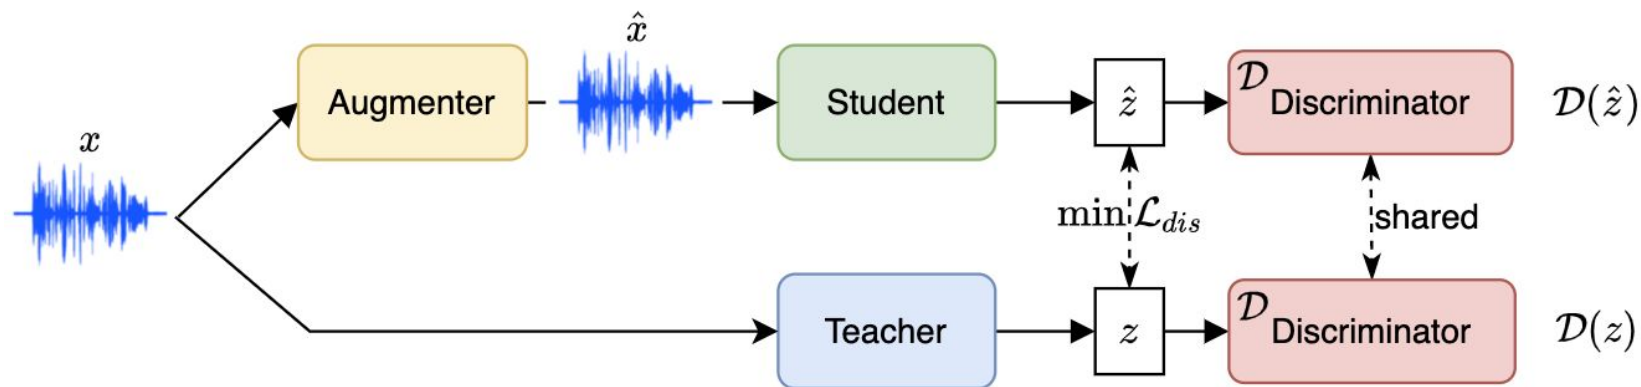 x̂
Augmenter
Student
ẑ
𝒟 Discriminator
𝒟(ẑ)
x
min ℒ_dis
shared
Teacher
z
𝒟 Discriminator
𝒟(z)